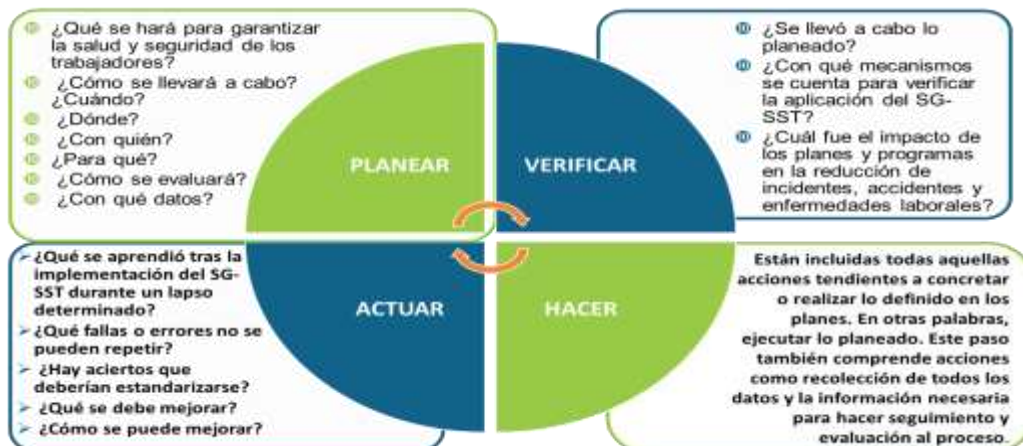 ¿Qué se hará para garantizar
la salud y seguridad de los
trabajadores?
¿Cómo se llevará a cabo?
¿Cuándo?
¿Dónde?
¿Con quién?
¿Para qué?
¿Cómo se evaluará?
¿Con qué datos?
PLANEAR
VERIFICAR
¿Se llevó a cabo lo
planeado?
¿Con qué mecanismos
se cuenta para verificar
la aplicación del SG-
SST?
¿Cuál fue el impacto de
los planes y programas
en la reducción de
incidentes, accidentes y
enfermedades laborales?
¿Qué se aprendió tras la
implementación del SG-
SST durante un lapso
determinado?
¿Qué fallas o errores no se
pueden repetir?
¿Hay aciertos que
deberían estandarizarse?
¿Qué se debe mejorar?
¿Cómo se puede mejorar?
ACTUAR
HACER
Están incluidas todas aquellas
acciones tendientes a concretar
o realizar lo definido en los
planes. En otras palabras,
ejecutar lo planeado. Este paso
también comprende acciones
como recolección de todos los
datos y la información necesaria
para hacer seguimiento y
evaluación al proceso.